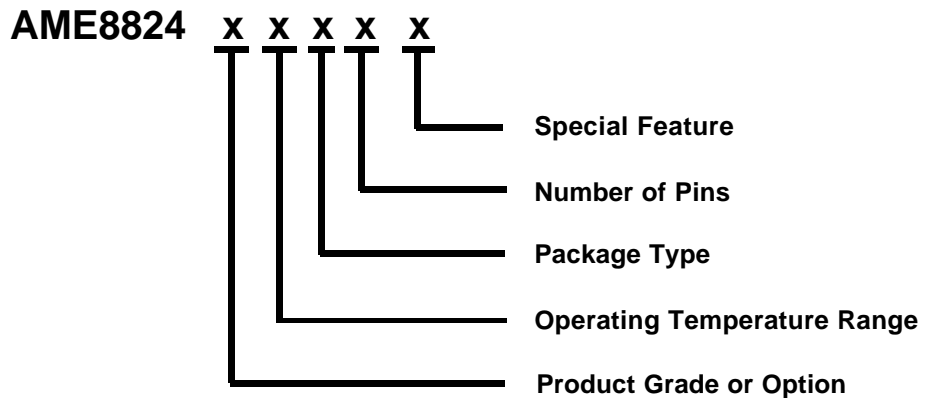 AME8824 x x x x x
Special Feature
Number of Pins
Package Type
Operating Temperature Range
Product Grade or Option